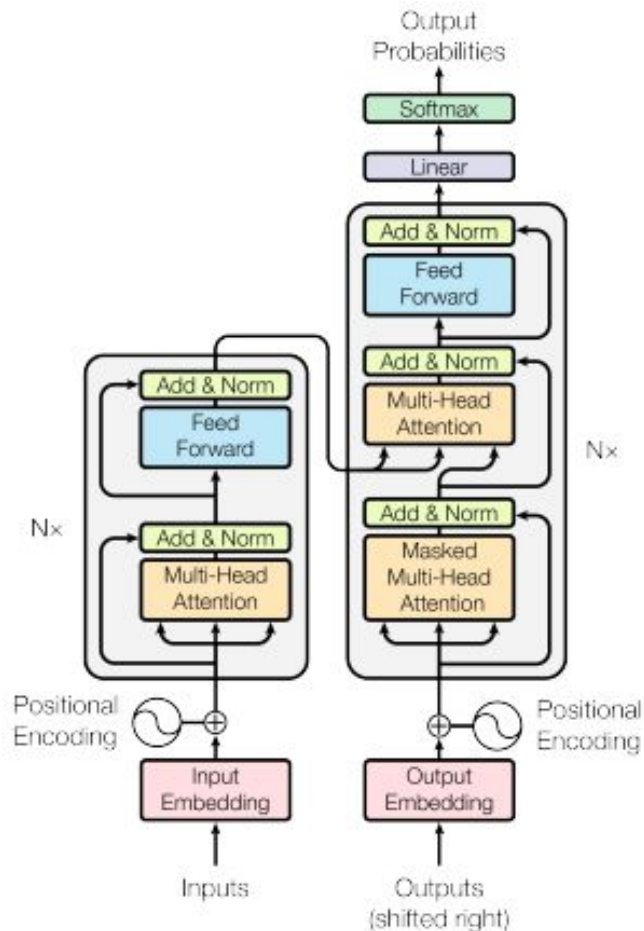 Output
Probabilities
Softmax
Linear
Add & Norm
Feed
Forward
Add & Norm
Multi-Head
Attention
Nx
Add & Norm
Masked
Multi-Head
Attention
Add & Norm
Feed
Forward
Nx
Add & Norm
Multi-Head
Attention
Positional
Encoding
Positional
Encoding
Input
Embedding
Output
Embedding
Inputs
Outputs
(shifted right)